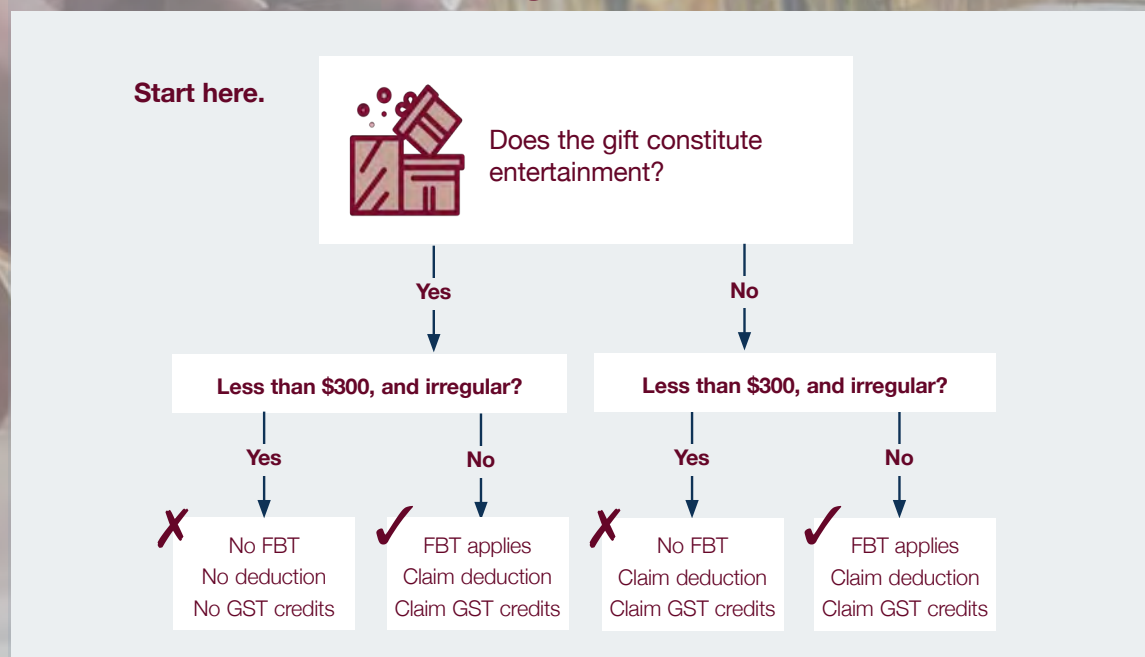 Start here.
Does the gift constitute
entertainment?
Yes
No
Less than $300, and irregular?
Less than $300, and irregular?
Yes
No
Yes
No
No FBT
No deduction
No GST credits
FBT applies
Claim deduction
Claim GST credits
No FBT
Claim deduction
Claim GST credits
FBT applies
Claim deduction
Claim GST credits